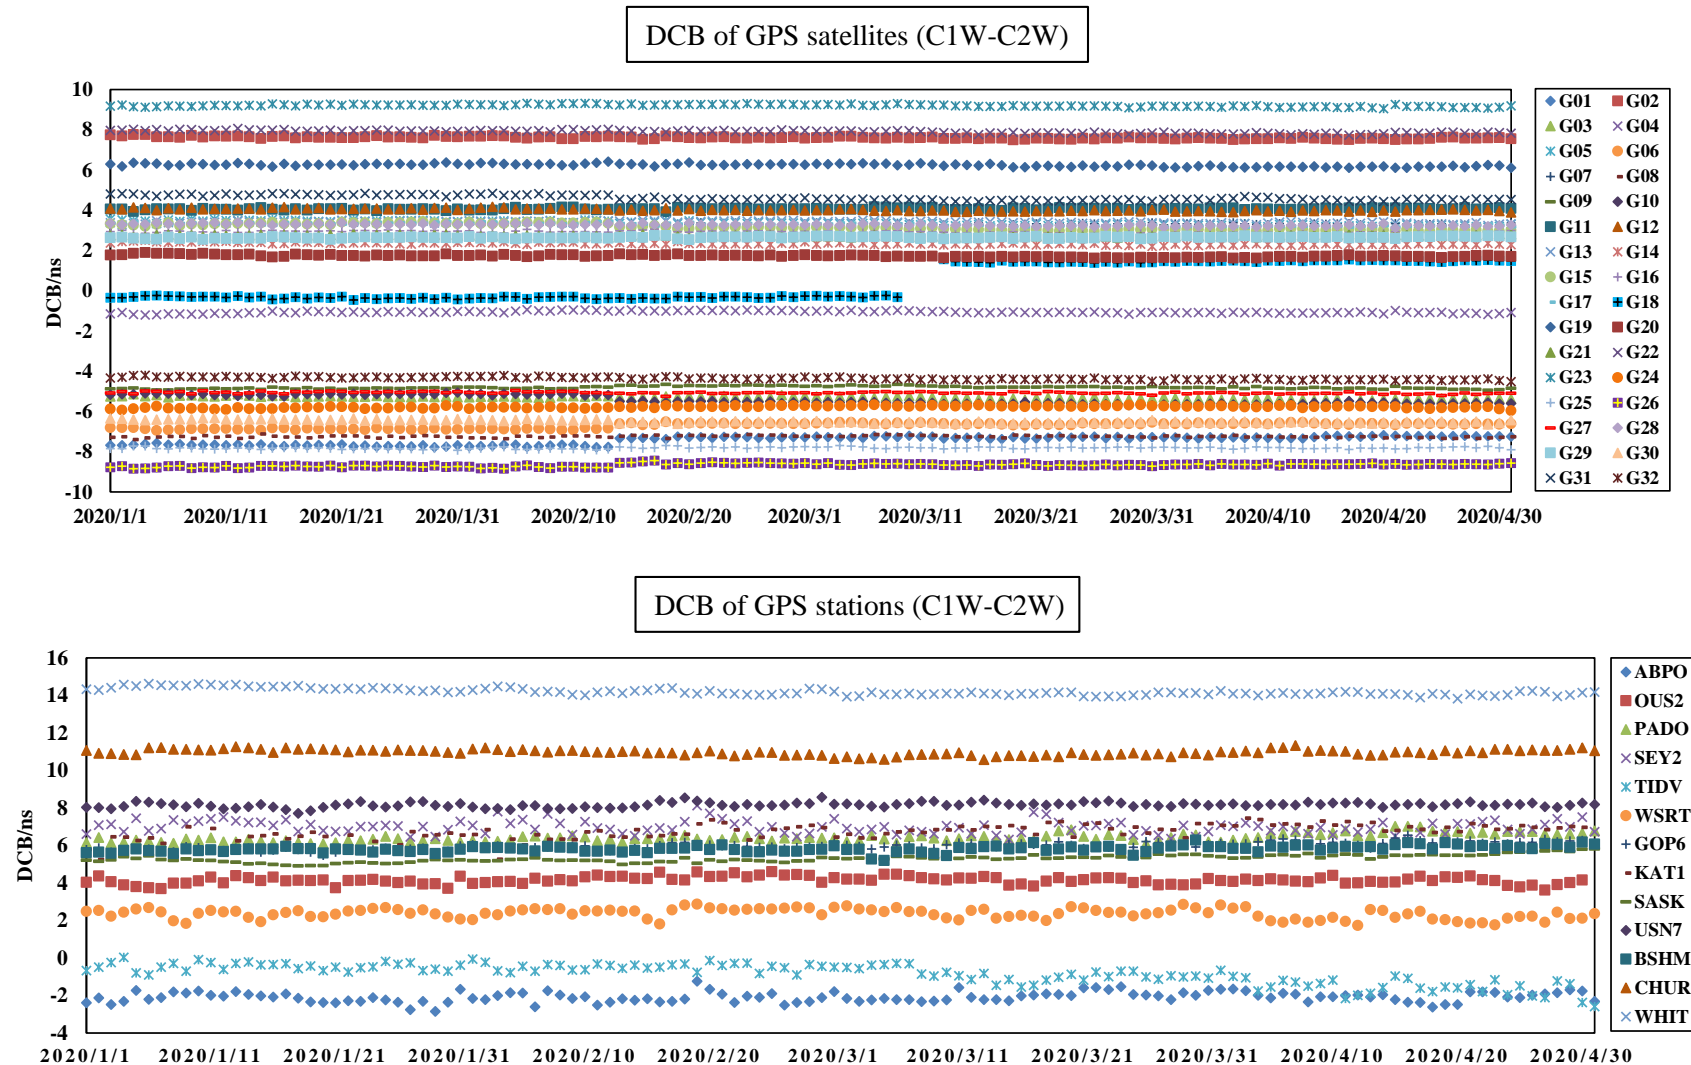 DCB of GPS satellites (C1W-C2W)
10
8
6
4
2
0
-2
-4
-6
-8
-10
DCB/ns
2020/1/1 2020/1/11 2020/1/21 2020/1/31 2020/2/10 2020/2/20 2020/3/1 2020/3/11 2020/3/21 2020/3/31 2020/4/10 2020/4/20 2020/4/30
G01 G02
G03 G04
G05 G06
G07 G08
G09 G10
G11 G12
G13 G14
G15 G16
G17 G18
G19 G20
G21 G22
G23 G24
G25 G26
G27 G28
G29 G30
G31 G32
DCB of GPS stations (C1W-C2W)
16
14
12
10
8
6
4
2
0
-2
-4
DCB/ns
2020/1/1 2020/1/11 2020/1/21 2020/1/31 2020/2/10 2020/2/20 2020/3/1 2020/3/11 2020/3/21 2020/3/31 2020/4/10 2020/4/20 2020/4/30
ABPO
OUS2
PADO
SEY2
TIDV
WSRT
GOP6
KAT1
SASK
USN7
BSHM
CHUR
WHIT